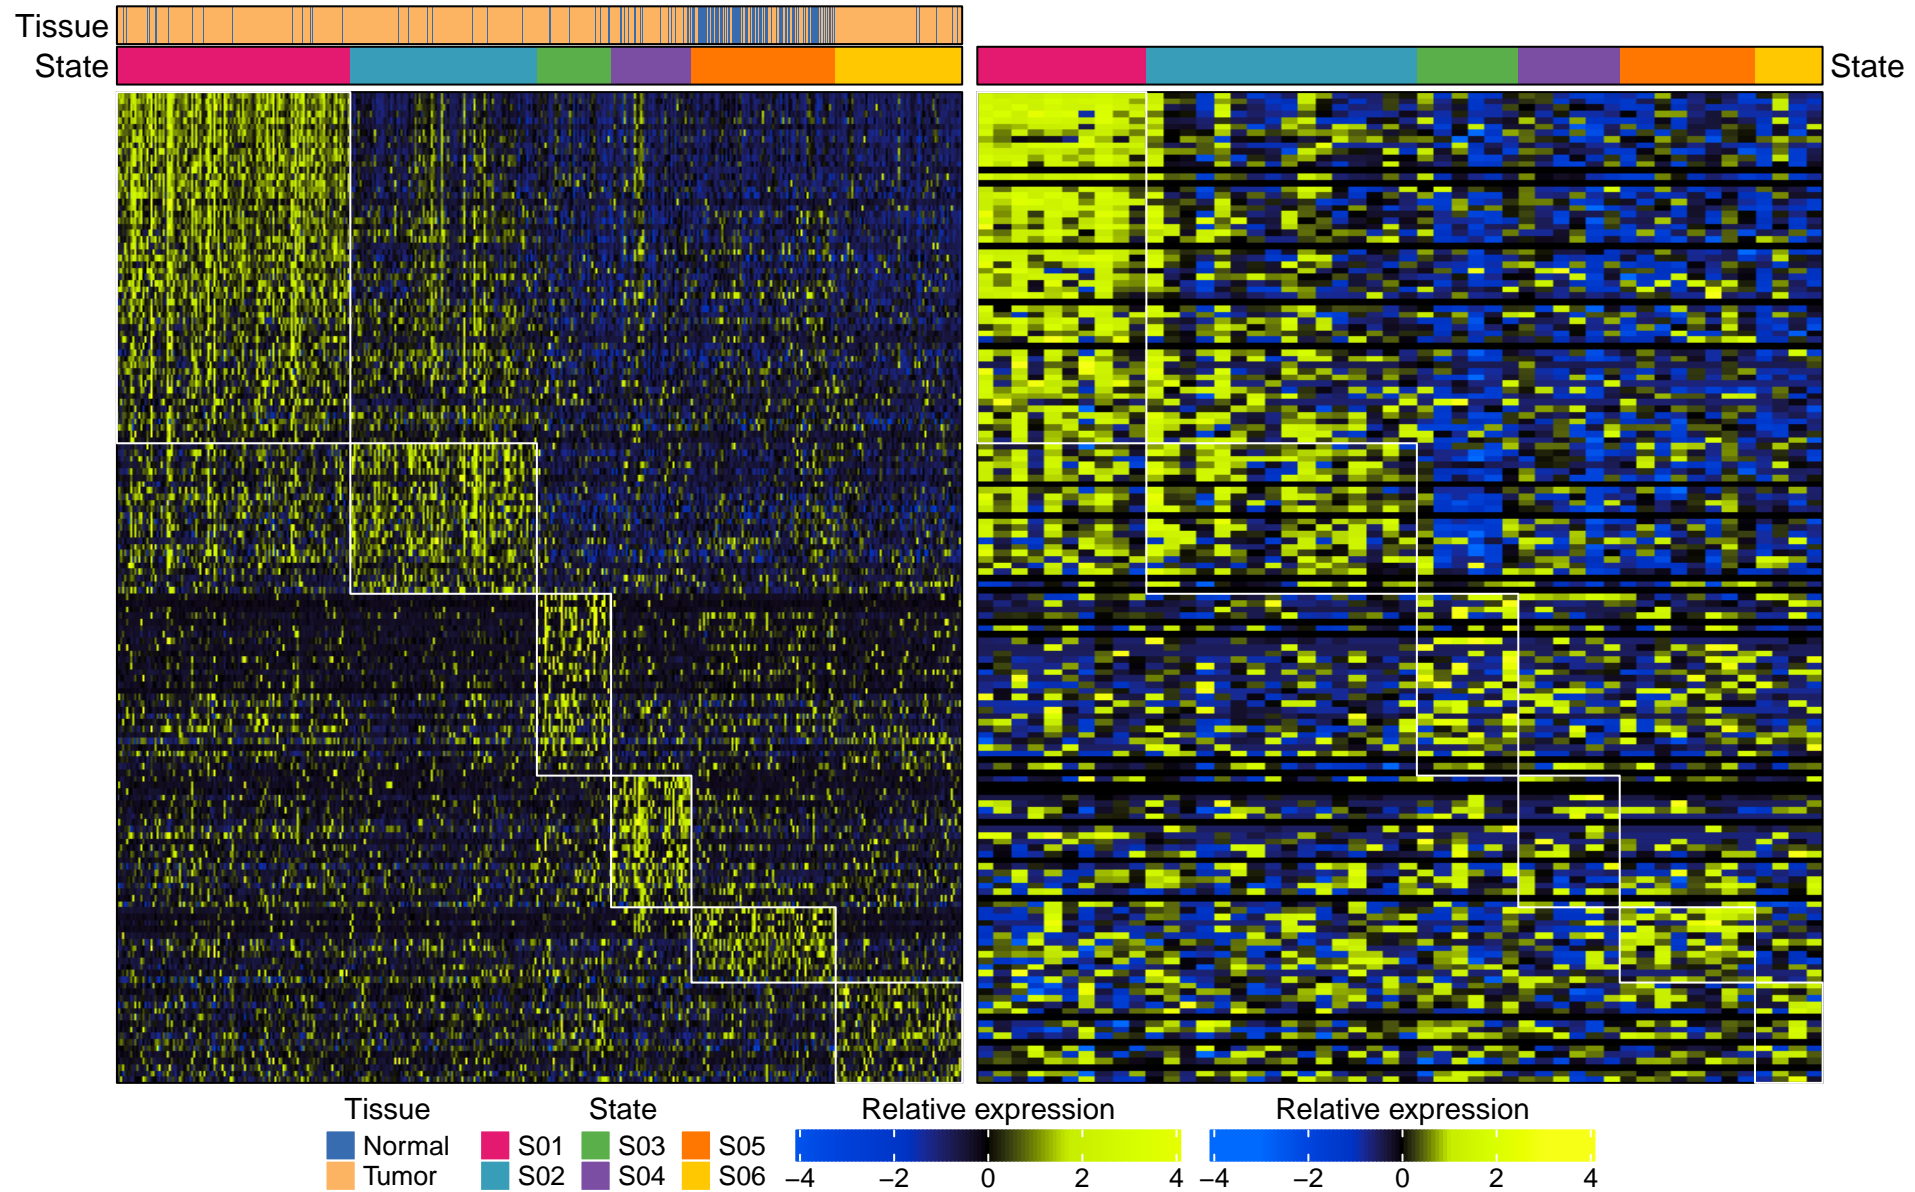 Tissue
State
State
Tissue State Relative expression Relative expression
Normal S01 S03 S05
Tumor S02 S04 S06
−4 −2 0 2 4 −4 −2 0 2 4